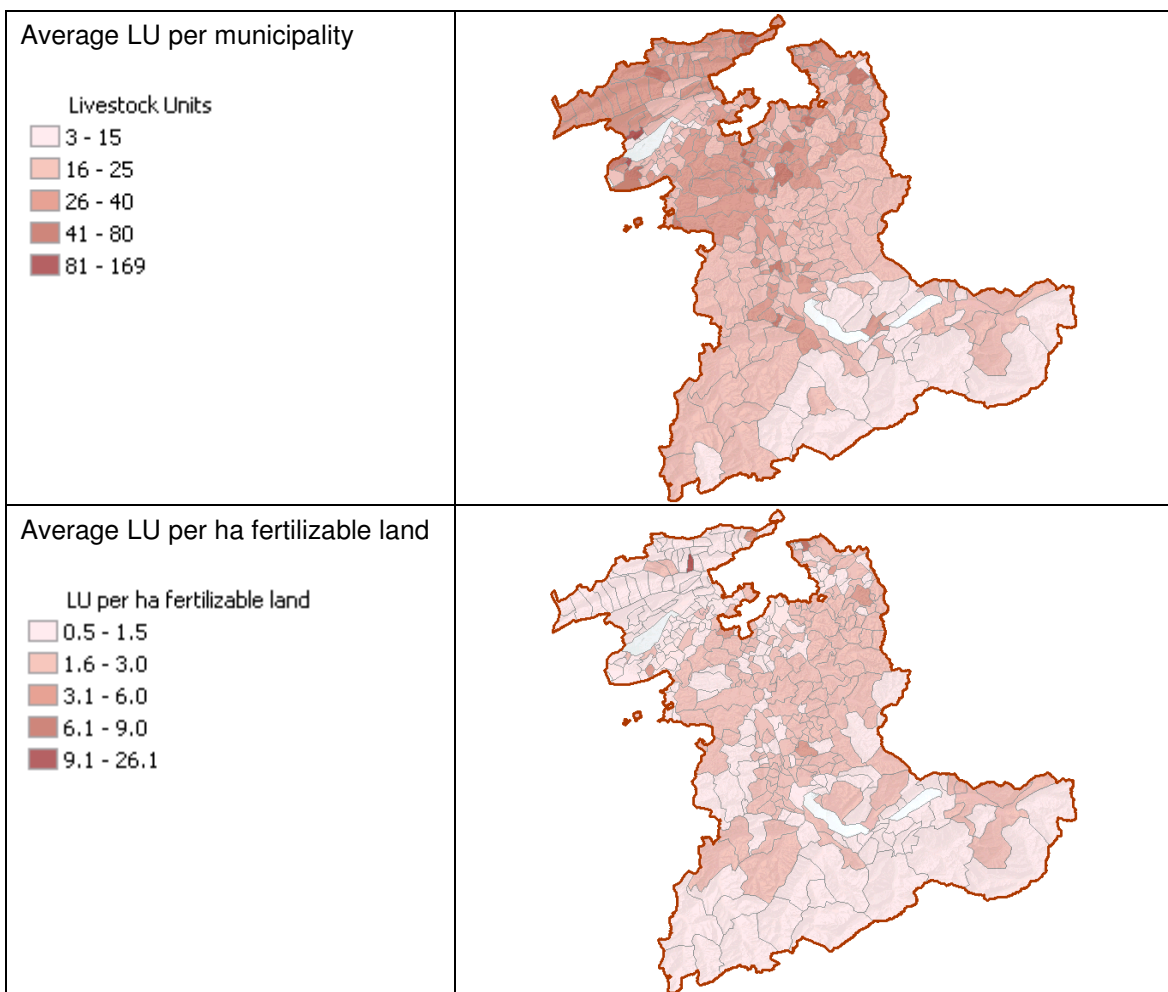 Average LU per municipality
Livestock Units
3 - 15
16 - 25
26 - 40
41 - 80
81 - 169
Average LU per ha fertilizable land
LU per ha fertilizable land
0.5 - 1.5
1.6 - 3.0
3.1 - 6.0
6.1 - 9.0
9.1 - 26.1